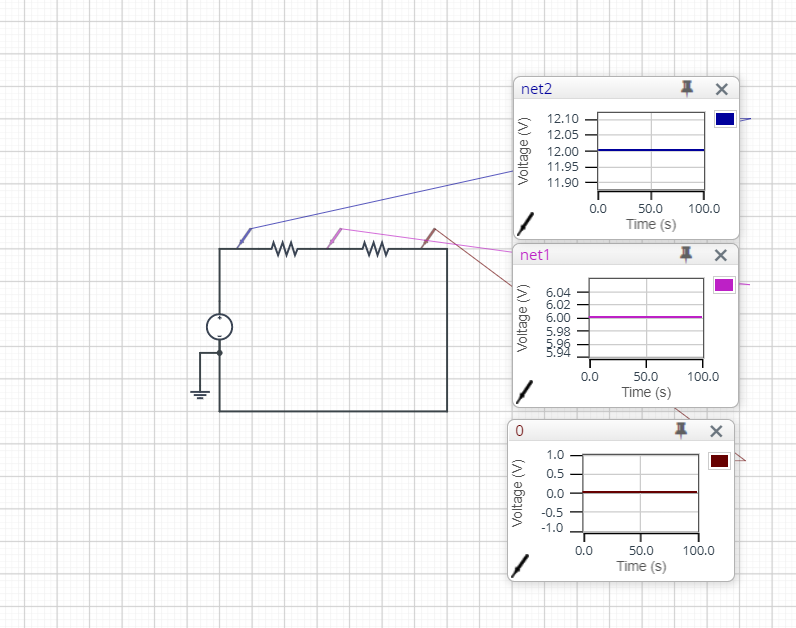 net2
Voltage (V)
12.10
12.05
12.00
11.95
11.90
0.0 50.0 100.0
Time (s)
net1
Voltage (V)
6.04
6.02
6.00
5.98
5.96
5.94
0.0 50.0 100.0
Time (s)
0
Voltage (V)
1.0
0.5
0.0
-0.5
-1.0
0.0 50.0 100.0
Time (s)